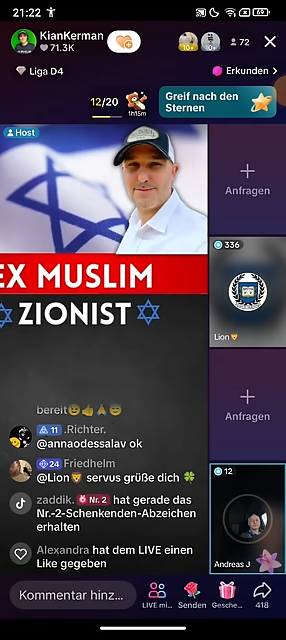 21:22
69
KianKerman
71.3K
10+
10+
72
Liga D4
Erkunden >
12/20
1h15m
Greif nach den
Sternen
Host
Anfragen
EX MUSLIM
ZIONIST
336
Lion🦁
Anfragen
bereit😉👍🙏😇
11 .Richter.
@annaodessalav ok
24 Friedhelm
@Lion🦁 servus grüße dich 🍀
zaddik. Nr. 2 hat gerade das
Nr.-2-Schenkenden-Abzeichen
erhalten
Alexandra hat dem LIVE einen
Like gegeben
12
Andreas J
Kommentar hinz...
LIVE mi...
Senden
Gesche...
418